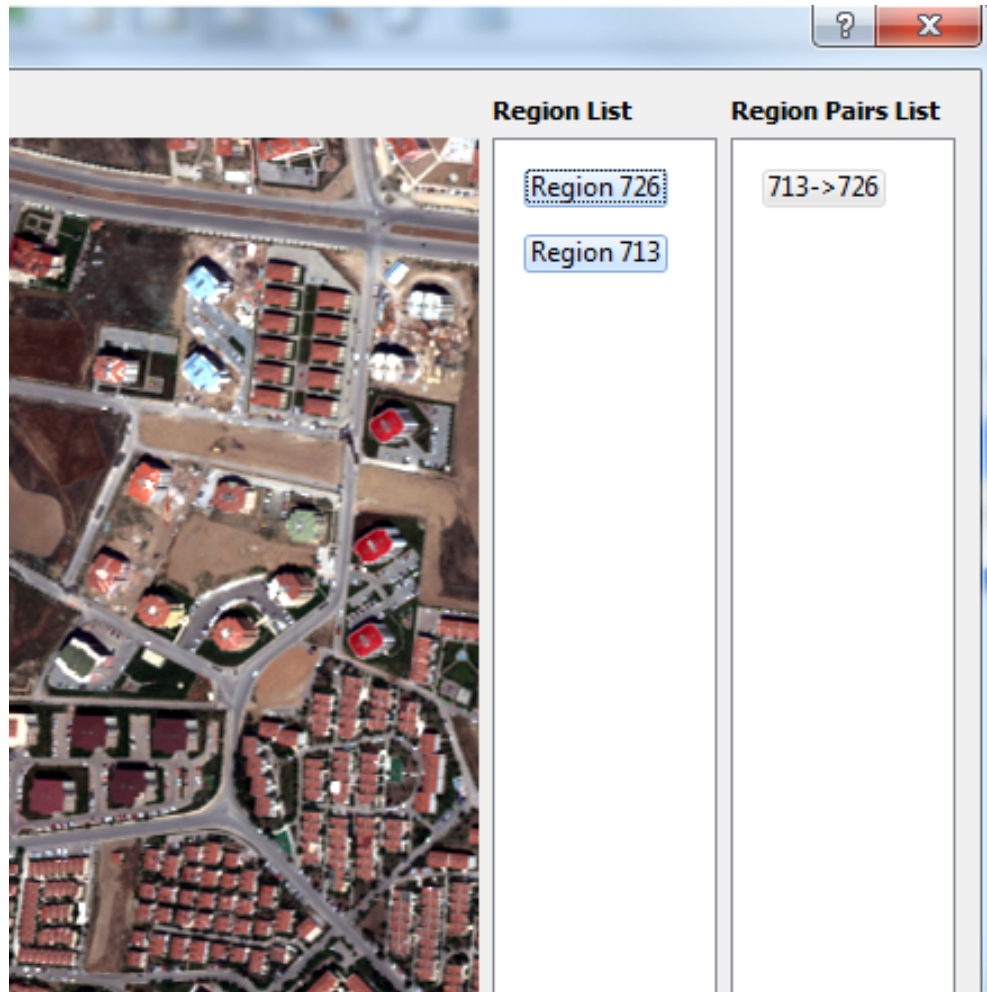 ?
X
Region List
Region Pairs List
Region 726
713->726
Region 713